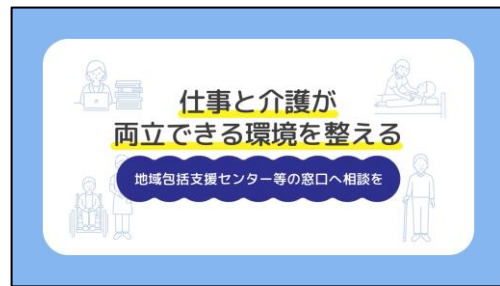 仕事と介護が
両立できる環境を整える
地域包括支援センター等の窓口へ相談を